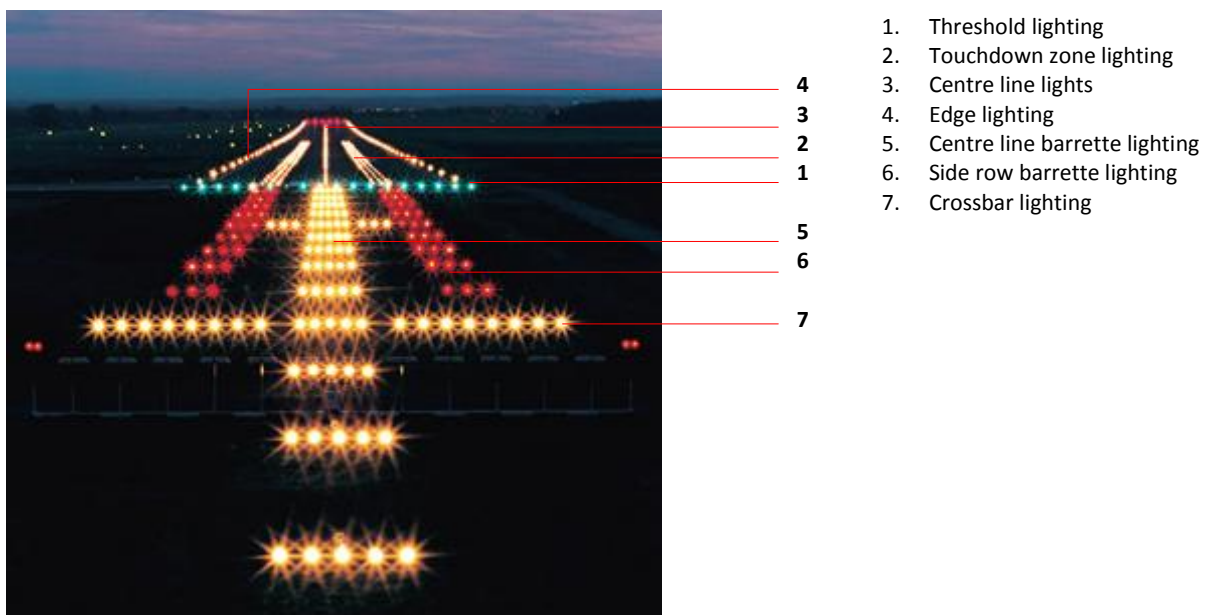 4
3
2
1
5
6
7
1. Threshold lighting
2. Touchdown zone lighting
3. Centre line lights
4. Edge lighting
5. Centre line barrette lighting
6. Side row barrette lighting
7. Crossbar lighting